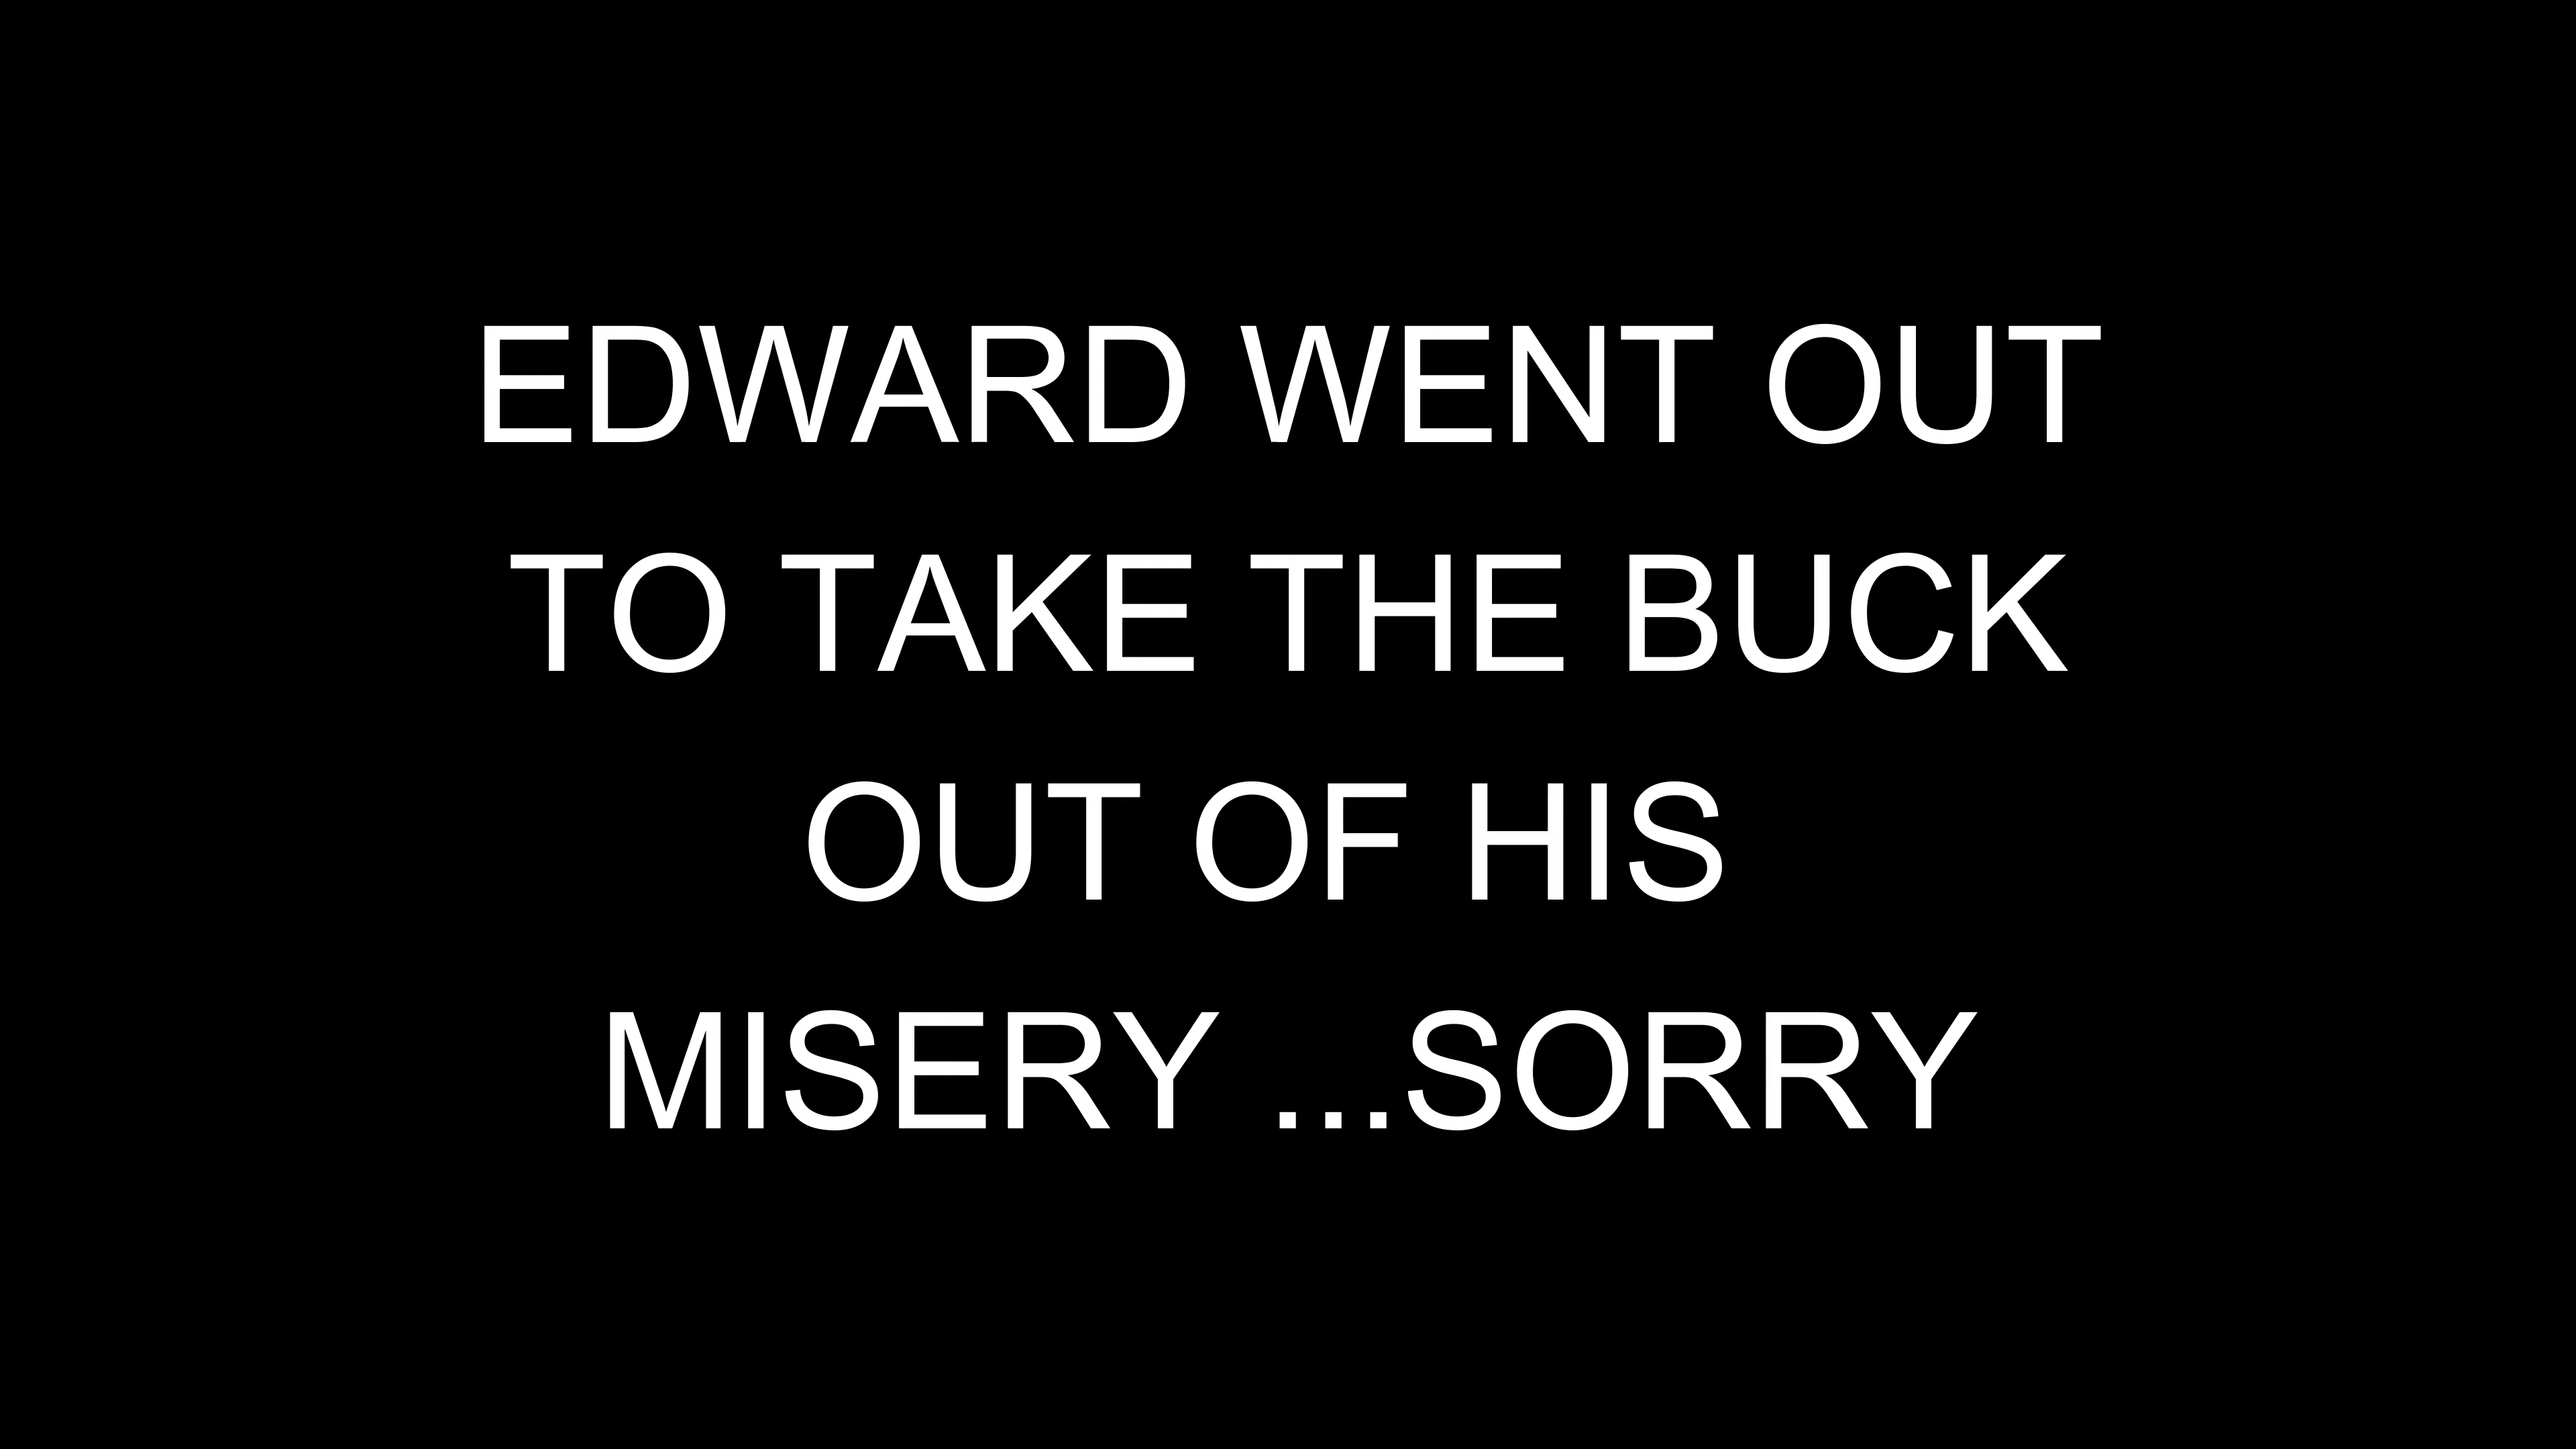 EDWARD WENT OUT
TO TAKE THE BUCK
OUT OF HIS
MISERY ...SORRY